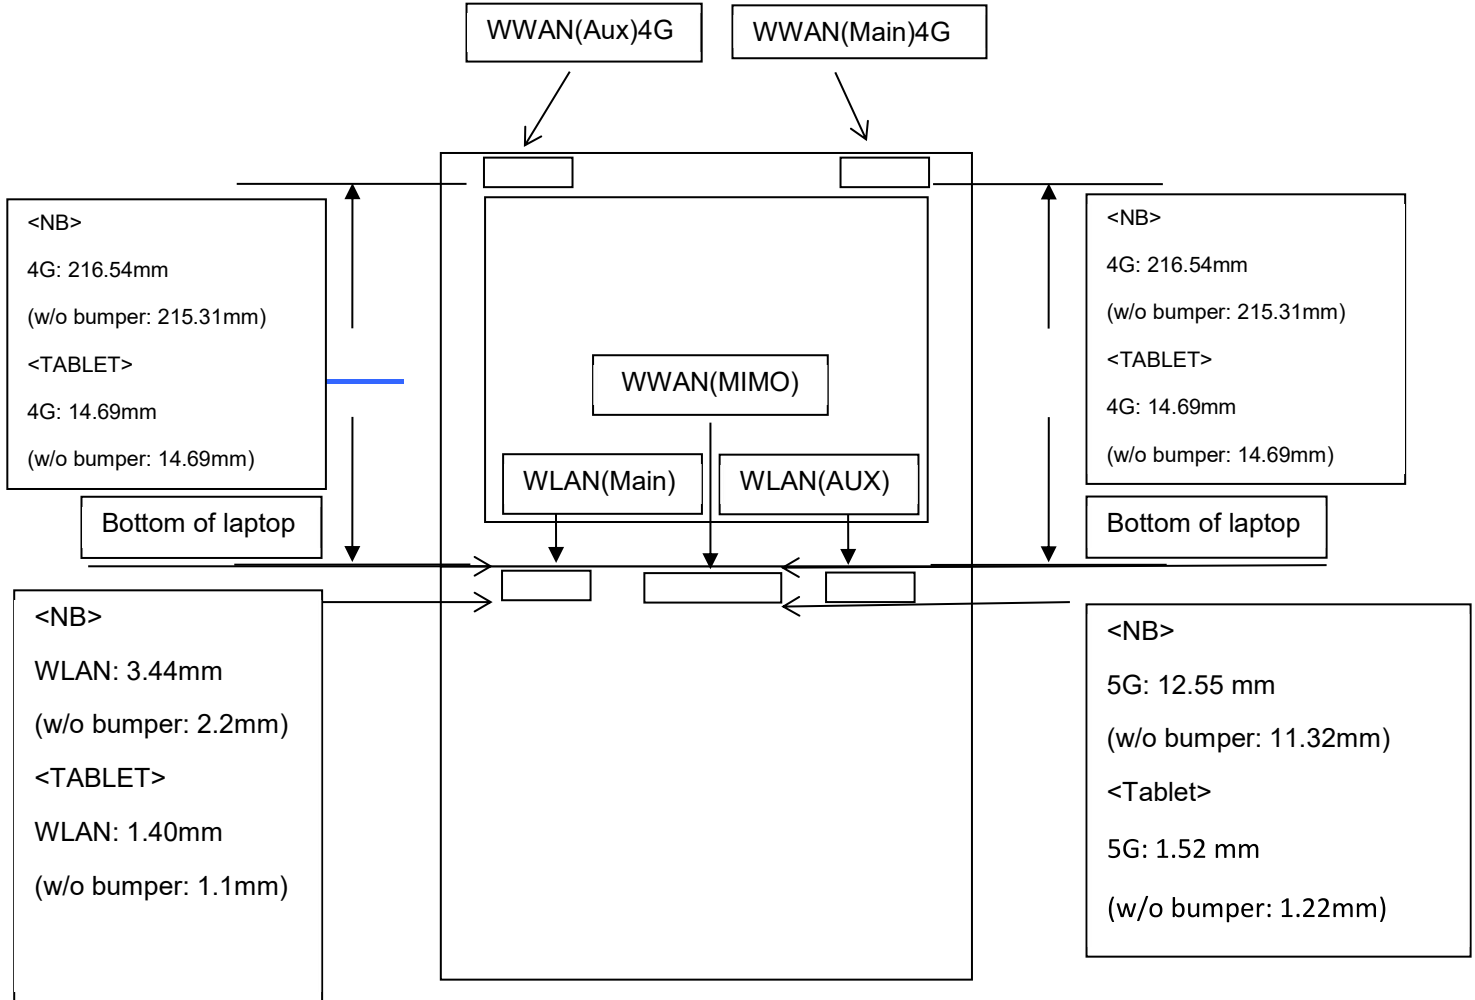 WWAN(Aux)4G
WWAN(Main)4G
<NB>
4G: 216.54mm
(w/o bumper: 215.31mm)
<TABLET>
4G: 14.69mm
(w/o bumper: 14.69mm)
<NB>
4G: 216.54mm
(w/o bumper: 215.31mm)
<TABLET>
4G: 14.69mm
(w/o bumper: 14.69mm)
WWAN(MIMO)
WLAN(Main)
WLAN(AUX)
Bottom of laptop
Bottom of laptop
<NB>
WLAN: 3.44mm
(w/o bumper: 2.2mm)
<TABLET>
WLAN: 1.40mm
(w/o bumper: 1.1mm)
<NB>
5G: 12.55 mm
(w/o bumper: 11.32mm)
<Tablet>
5G: 1.52 mm
(w/o bumper: 1.22mm)